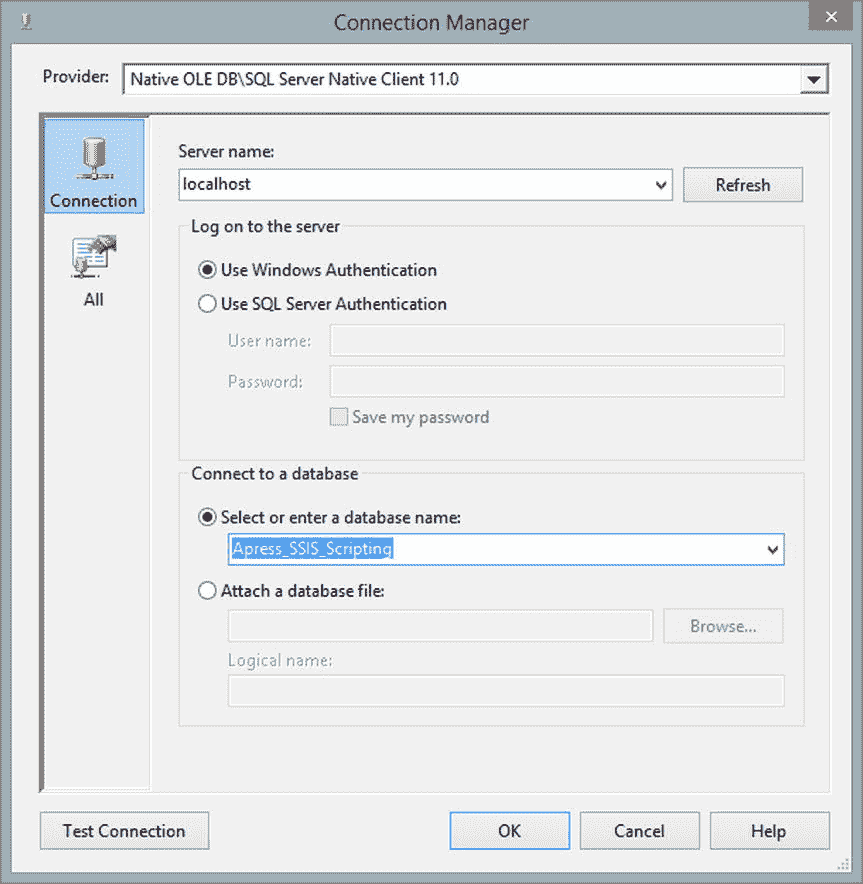 Connection Manager
Provider: Native OLE DB\SQL Server Native Client 11.0
Connection
All
Server name:
localhost
Refresh
Log on to the server
Use Windows Authentication
Use SQL Server Authentication
User name:
Password:
Save my password
Connect to a database
Select or enter a database name:
Apress_SSIS_Scripting
Attach a database file:
Browse...
Logical name:
Test Connection OK Cancel Help